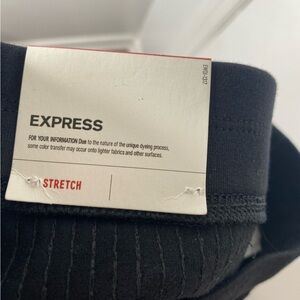 EXPRESS
FOR YOUR INFORMATION Due to the nature of the unique dyeing process,
some color transfer may occur onto lighter fabrics and other surfaces.
STRETCH